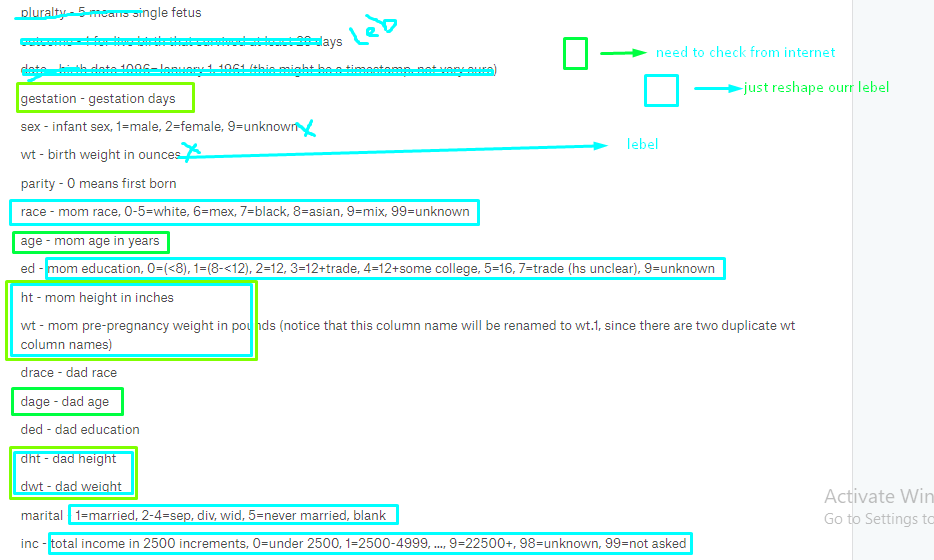 pluralty - 5 means single fetus
outcome - 1 for live birth that survived at least 28 days
need to check from internet
date - birth date 1096=January 1, 1961 (this might be a timestamp, not very sure)
just reshape ourr lebel
gestation - gestation days
sex - infant sex, 1=male, 2=female, 9=unknown
wt - birth weight in ounces
lebel
parity - 0 means first born
race - mom race, 0-5=white, 6=mex, 7=black, 8=asian, 9=mix, 99=unknown
age - mom age in years
ed - mom education, 0=(<8), 1=(8-<12), 2=12, 3=12+trade, 4=12+some college, 5=16, 7=trade (hs unclear), 9=unknown
ht - mom height in inches
wt - mom pre-pregnancy weight in pounds (notice that this column name will be renamed to wt.1, since there are two duplicate wt
column names)
drace - dad race
dage - dad age
ded - dad education
dht - dad height
dwt - dad weight
marital 1=married, 2-4=sep, div, wid, 5=never married, blank
inc - total income in 2500 increments, 0=under 2500, 1=2500-4999, ..., 9=22500+, 98=unknown, 99=not asked
Activate Win
Go to Settings to